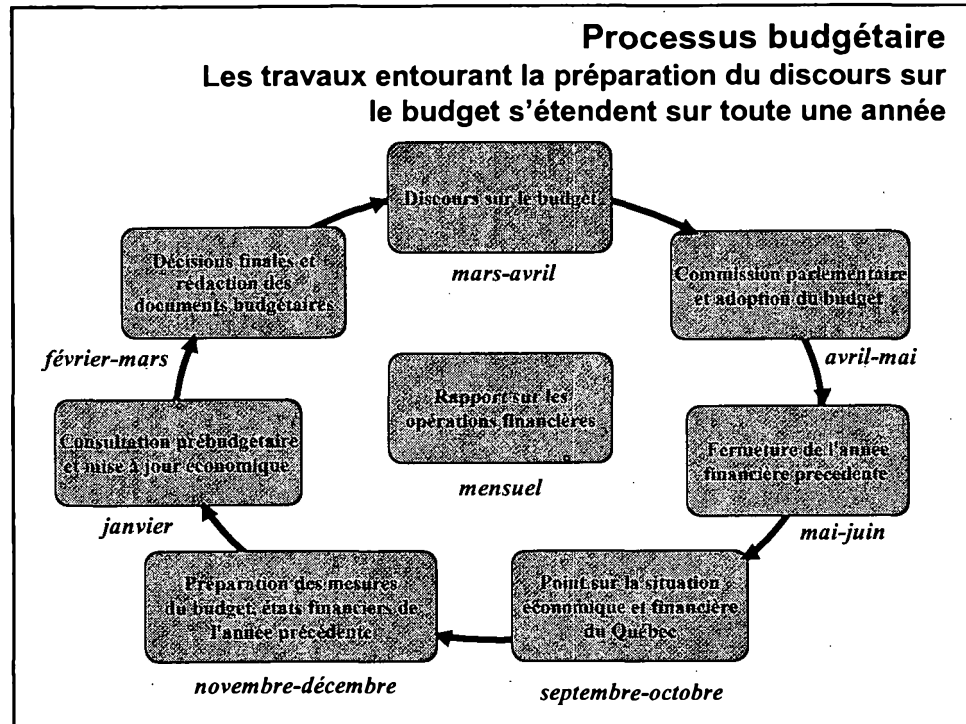 Processus budgétaire
Les travaux entourant la préparation du discours sur
le budget s'étendent sur toute une année
Discours sur le budget
mars-avril
Commission parlementaire
et adoption du budget
avril-mai
Fermeture de l'année
financière précédente
mai-juin
Point sur la situation
économique et financière
du Québec
septembre-octobre
Préparation des mesures
du budget, états financiers de
l'année précédente
novembre-décembre
Consultation prébudgétaire
et mise à jour économique
janvier
Décisions finales et
rédaction des
documents budgétaires
février-mars
Rapport sur les
opérations financières
mensuel